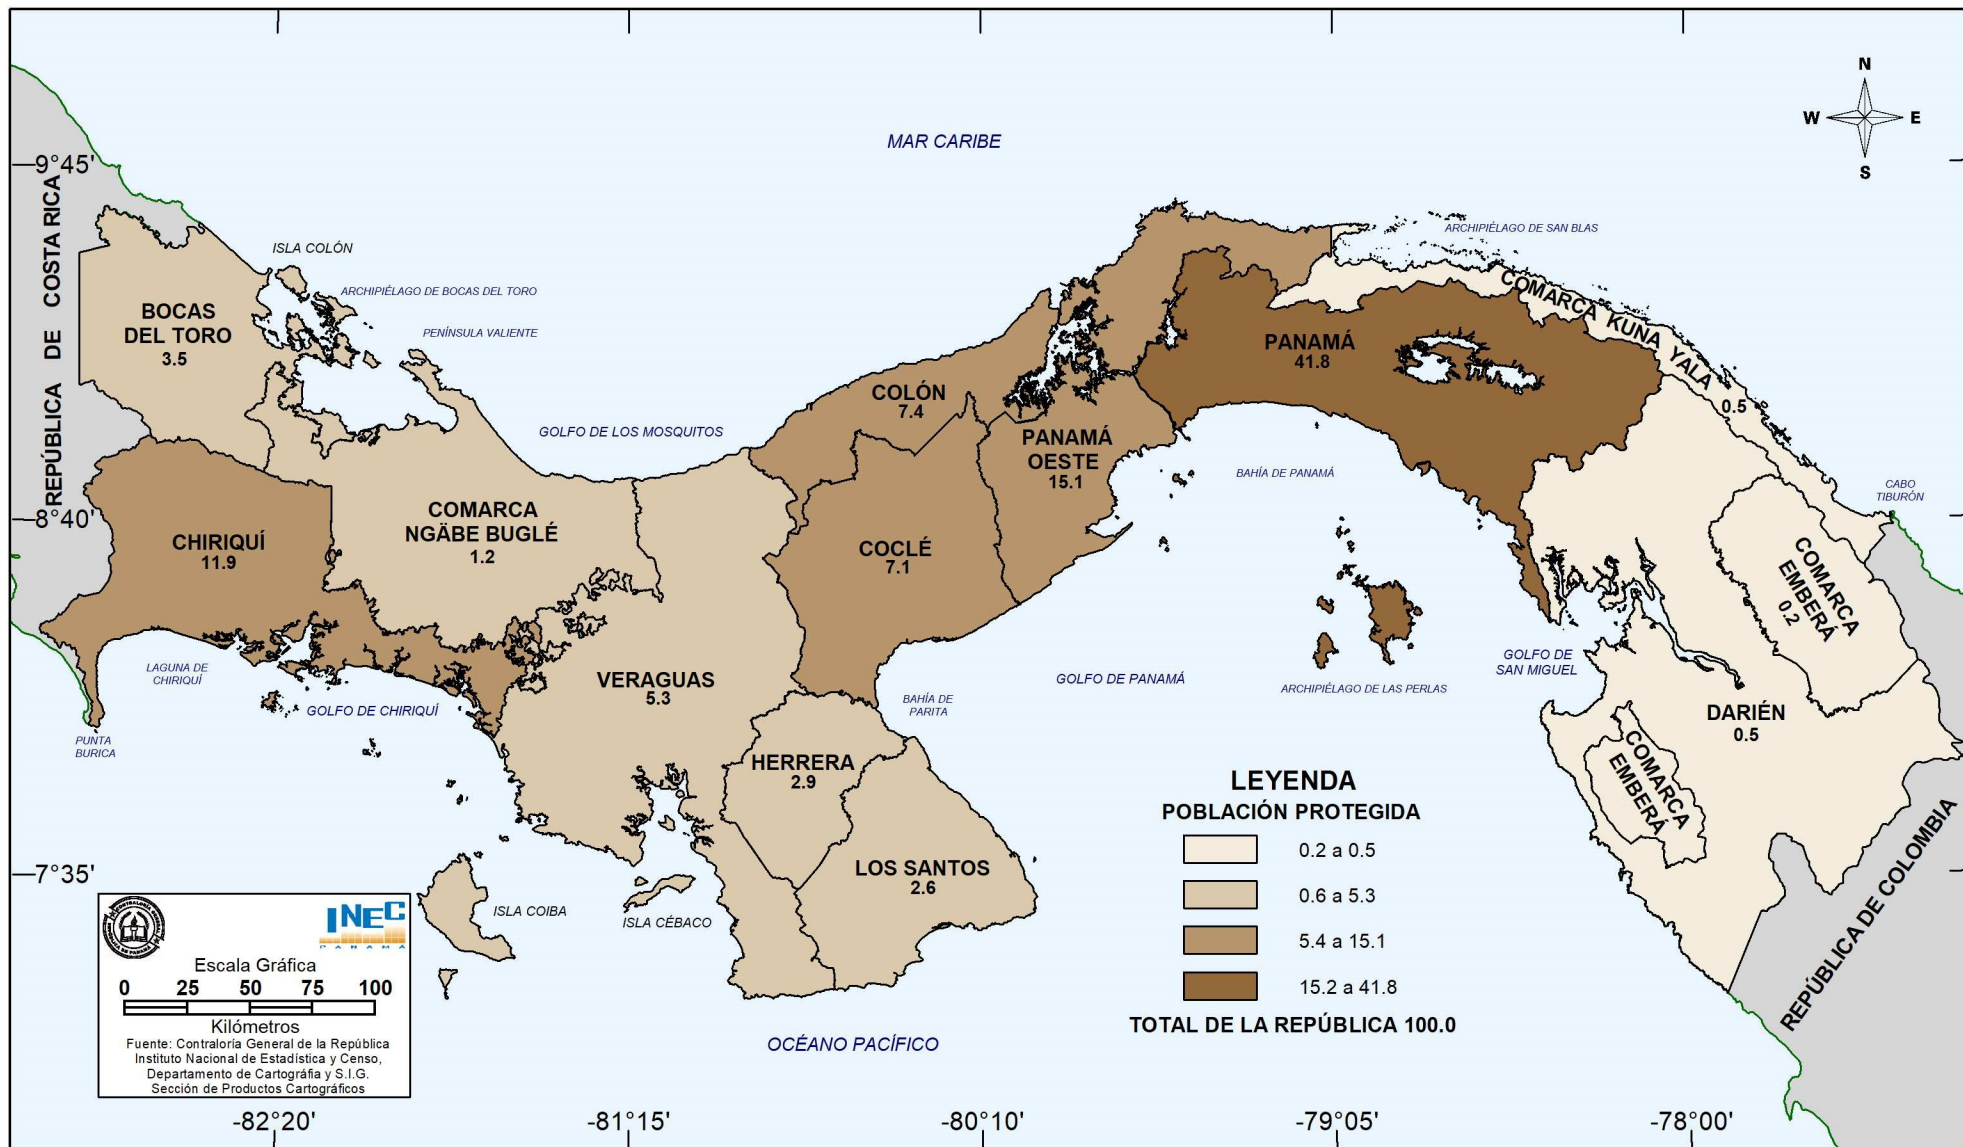 MAR CARIBE
N
W
E
S
9°45'
8°40'
7°35'
REPÚBLICA DE COSTA RICA
ISLA COLÓN
ARCHIPIÉLAGO DE BOCAS DEL TORO
PENÍNSULA VALIENTE
BOCAS
DEL TORO
3.5
ARCHIPIÉLAGO DE SAN BLAS
COMARCA KUNA YALA
0.5
PANAMÁ
41.8
COLÓN
7.4
GOLFO DE LOS MOSQUITOS
PANAMÁ
OESTE
15.1
BAHÍA DE PANAMÁ
CABO
TIBURÓN
CHIRIQUÍ
11.9
COMARCA
NGÄBE BUGLÉ
1.2
COCLÉ
7.1
COMARCA
EMBERÁ
0.2
LAGUNA DE
CHIRIQUÍ
GOLFO DE CHIRIQUÍ
VERAGUAS
5.3
BAHÍA DE
PARITA
GOLFO DE PANAMÁ
ARCHIPIÉLAGO DE LAS PERLAS
GOLFO DE
SAN MIGUEL
DARIÉN
0.5
PUNTA
BURICA
HERRERA
2.9
COMARCA
EMBERÁ
LOS SANTOS
2.6
ISLA COIBA
ISLA CÉBACO
REPÚBLICA DE COLOMBIA
LEYENDA
POBLACIÓN PROTEGIDA
0.2 a 0.5
0.6 a 5.3
5.4 a 15.1
15.2 a 41.8
TOTAL DE LA REPÚBLICA 100.0
OCÉANO PACÍFICO
INEC
PANAMÁ
Escala Gráfica
0 25 50 75 100
Kilómetros
Fuente: Contraloría General de la República
Instituto Nacional de Estadística y Censo,
Departamento de Cartográfia y S.I.G.
Sección de Productos Cartográficos
-82°20'
-81°15'
-80°10'
-79°05'
-78°00'